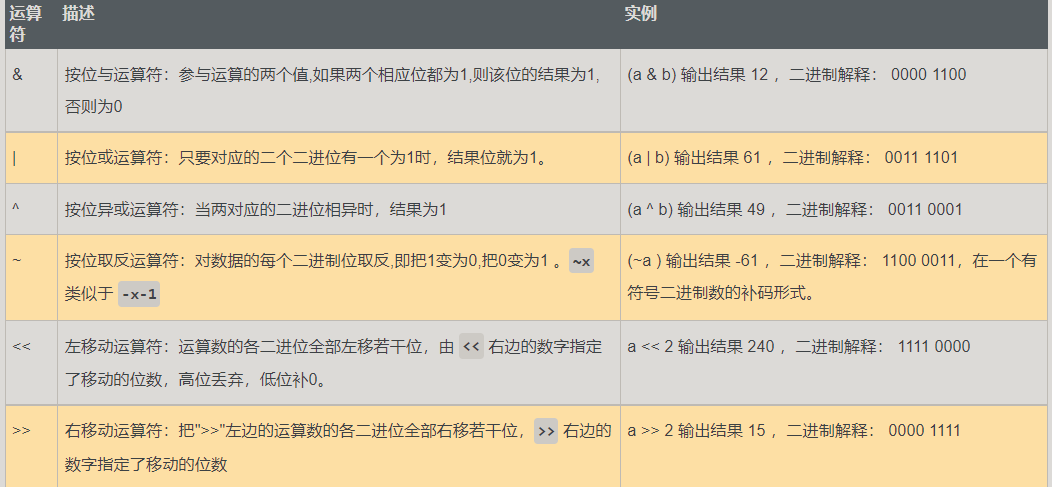 运算符 描述 实例
& 按位与运算符：参与运算的两个值,如果两个相应位都为1,则该位的结果为1,否则为0 (a & b) 输出结果 12 ，二进制解释： 0000 1100
| 按位或运算符：只要对应的二个二进位有一个为1时，结果位就为1。 (a | b) 输出结果 61 ，二进制解释： 0011 1101
^ 按位异或运算符：当两对应的二进位相异时，结果为1 (a ^ b) 输出结果 49 ，二进制解释： 0011 0001
~ 按位取反运算符：对数据的每个二进制位取反,即把1变为0,把0变为1 。~x 类似于 -x-1 (~a ) 输出结果 -61 ，二进制解释： 1100 0011，在一个有符号二进制数的补码形式。
<< 左移动运算符：运算数的各二进位全部左移若干位，由 << 右边的数字指定了移动的位数，高位丢弃，低位补0。 a << 2 输出结果 240 ，二进制解释： 1111 0000
>> 右移动运算符：把">>"左边的运算数的各二进位全部右移若干位，>> 右边的数字指定了移动的位数 a >> 2 输出结果 15 ，二进制解释： 0000 1111